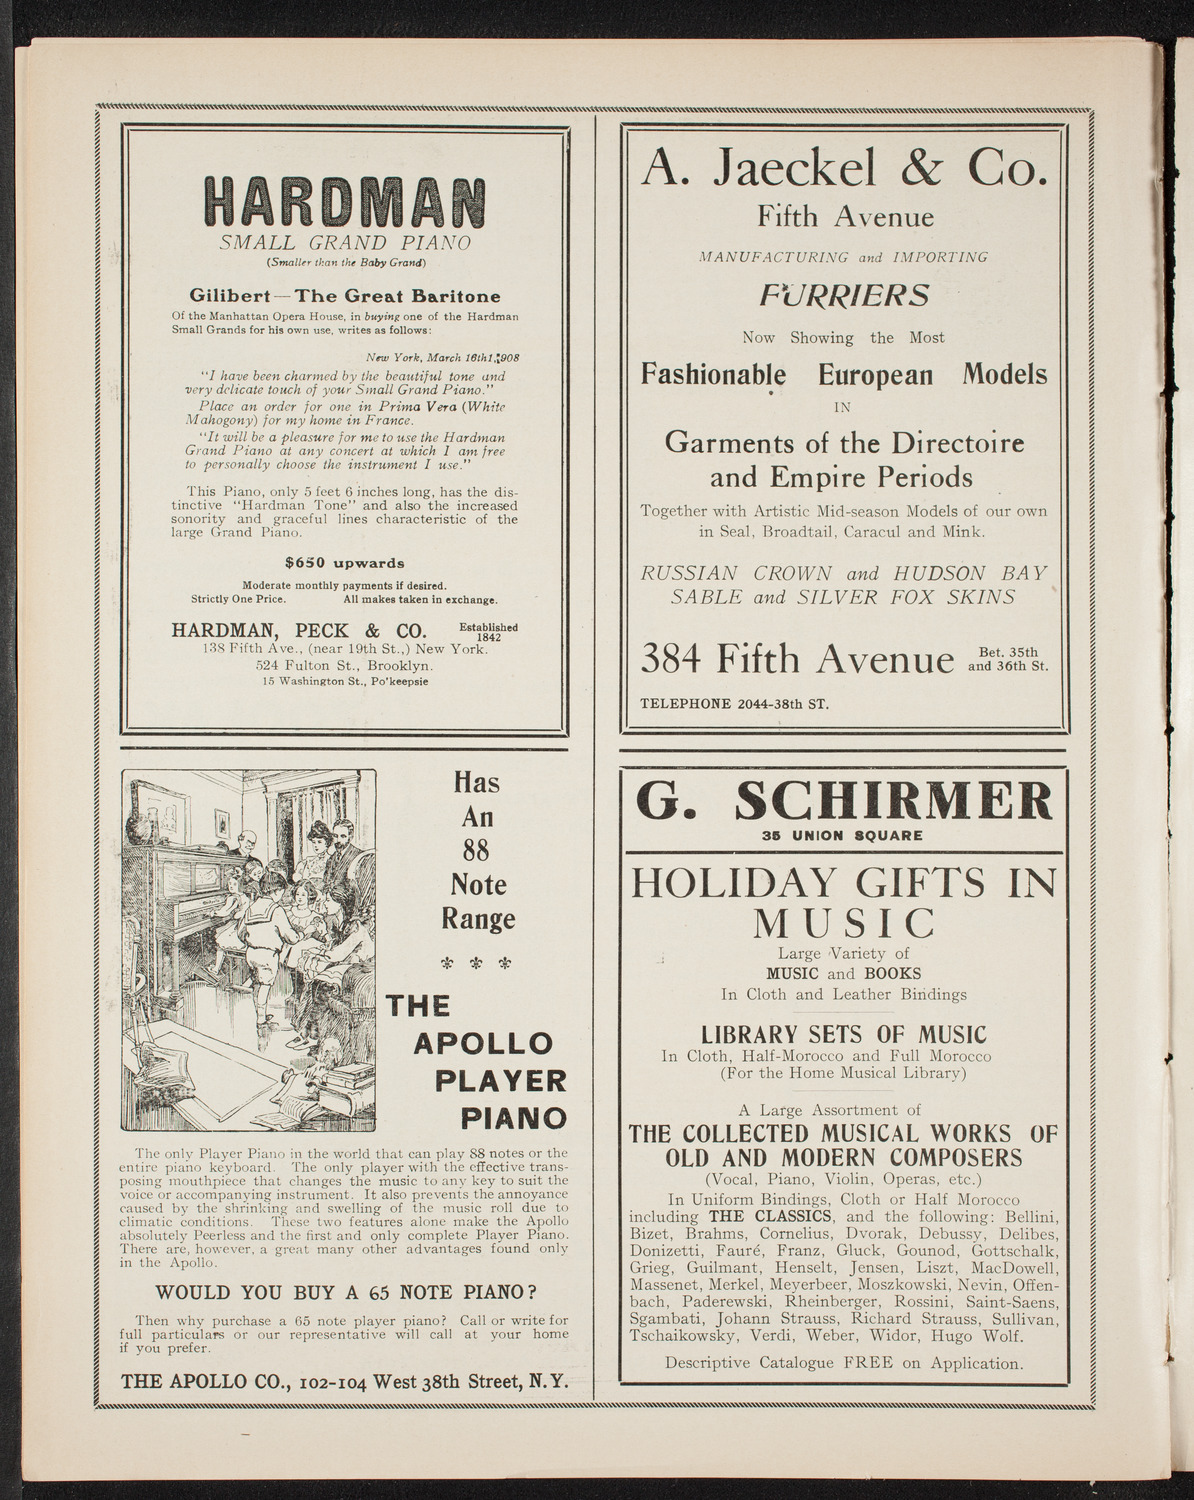 HARDMAN
SMALL GRAND PIANO
(Smaller than the Baby Grand)
Gilibert—The Great Baritone
Of the Manhattan Opera House, in buying one of the Hardman
Small Grands for his own use, writes as follows:
New York, March 16th1,1908
"I have been charmed by the beautiful tone and
very delicate touch of your Small Grand Piano."
Place an order for one in Prima Vera (White
Mahogony) for my home in France.
"It will be a pleasure for me to use the Hardman
Grand Piano at any concert at which I am free
to personally choose the instrument I use."
This Piano, only 5 feet 6 inches long, has the dis-
tinctive "Hardman Tone" and also the increased
sonority and graceful lines characteristic of the
large Grand Piano.
$650 upwards
Moderate monthly payments if desired.
Strictly One Price. All makes taken in exchange.
HARDMAN, PECK & CO. Established
1842
138 Fifth Ave., (near 19th St.,) New York.
524 Fulton St., Brooklyn.
15 Washington St., Po'keepsie
Has
An
88
Note
Range
THE
APOLLO
PLAYER
PIANO
The only Player Piano in the world that can play 88 notes or the
entire piano keyboard. The only player with the effective trans-
posing mouthpiece that changes the music to any key to suit the
voice or accompanying instrument. It also prevents the annoyance
caused by the shrinking and swelling of the music roll due to
climatic conditions. These two features alone make the Apollo
absolutely Peerless and the first and only complete Player Piano.
There are, however, a great many other advantages found only
in the Apollo.
WOULD YOU BUY A 65 NOTE PIANO?
Then why purchase a 65 note player piano? Call or write for
full particulars or our representative will call at your home
if you prefer.
THE APOLLO CO., 102-104 West 38th Street, N.Y.
A. Jaeckel & Co.
Fifth Avenue
MANUFACTURING and IMPORTING
FURRIERS
Now Showing the Most
Fashionable European Models
IN
Garments of the Directoire
and Empire Periods
Together with Artistic Mid-season Models of our own
in Seal, Broadtail, Caracul and Mink.
RUSSIAN CROWN and HUDSON BAY
SABLE and SILVER FOX SKINS
384 Fifth Avenue Bet. 35th
and 36th St.
TELEPHONE 2044-38th ST.
G. SCHIRMER
35 UNION SQUARE
HOLIDAY GIFTS IN
MUSIC
Large Variety of
MUSIC and BOOKS
In Cloth and Leather Bindings
LIBRARY SETS OF MUSIC
In Cloth, Half-Morocco and Full Morocco
(For the Home Musical Library)
A Large Assortment of
THE COLLECTED MUSICAL WORKS OF
OLD AND MODERN COMPOSERS
(Vocal, Piano, Violin, Operas, etc.)
In Uniform Bindings, Cloth or Half Morocco
including THE CLASSICS, and the following: Bellini,
Bizet, Brahms, Cornelius, Dvorak, Debussy, Delibes,
Donizetti, Fauré, Franz, Gluck, Gounod, Gottschalk,
Grieg, Guilmant, Henselt, Jensen, Liszt, MacDowell,
Massenet, Merkel, Meyerbeer, Moszkowski, Nevin, Offen-
bach, Paderewski, Rheinberger, Rossini, Saint-Saens,
Sgambati, Johann Strauss, Richard Strauss, Sullivan,
Tschaikowsky, Verdi, Weber, Widor, Hugo Wolf.
Descriptive Catalogue FREE on Application.